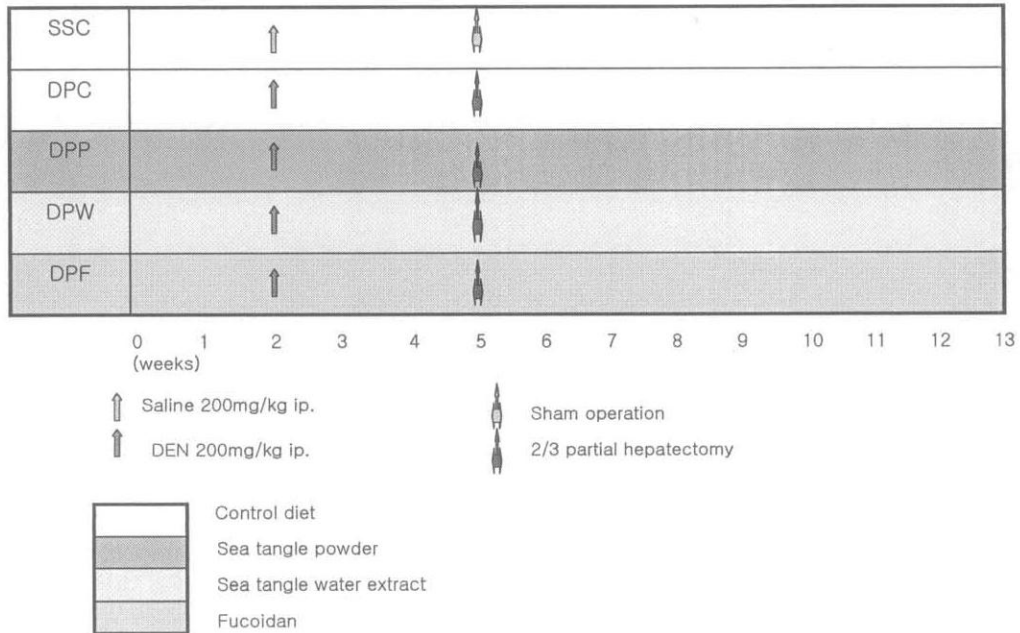 SSC
DPC
DPP
DPW
DPF
0 1 2 3 4 5 6 7 8 9 10 11 12 13
(weeks)
Saline 200mg/kg ip.
Sham operation
DEN 200mg/kg ip.
2/3 partial hepatectomy
Control diet
Sea tangle powder
Sea tangle water extract
Fucoidan